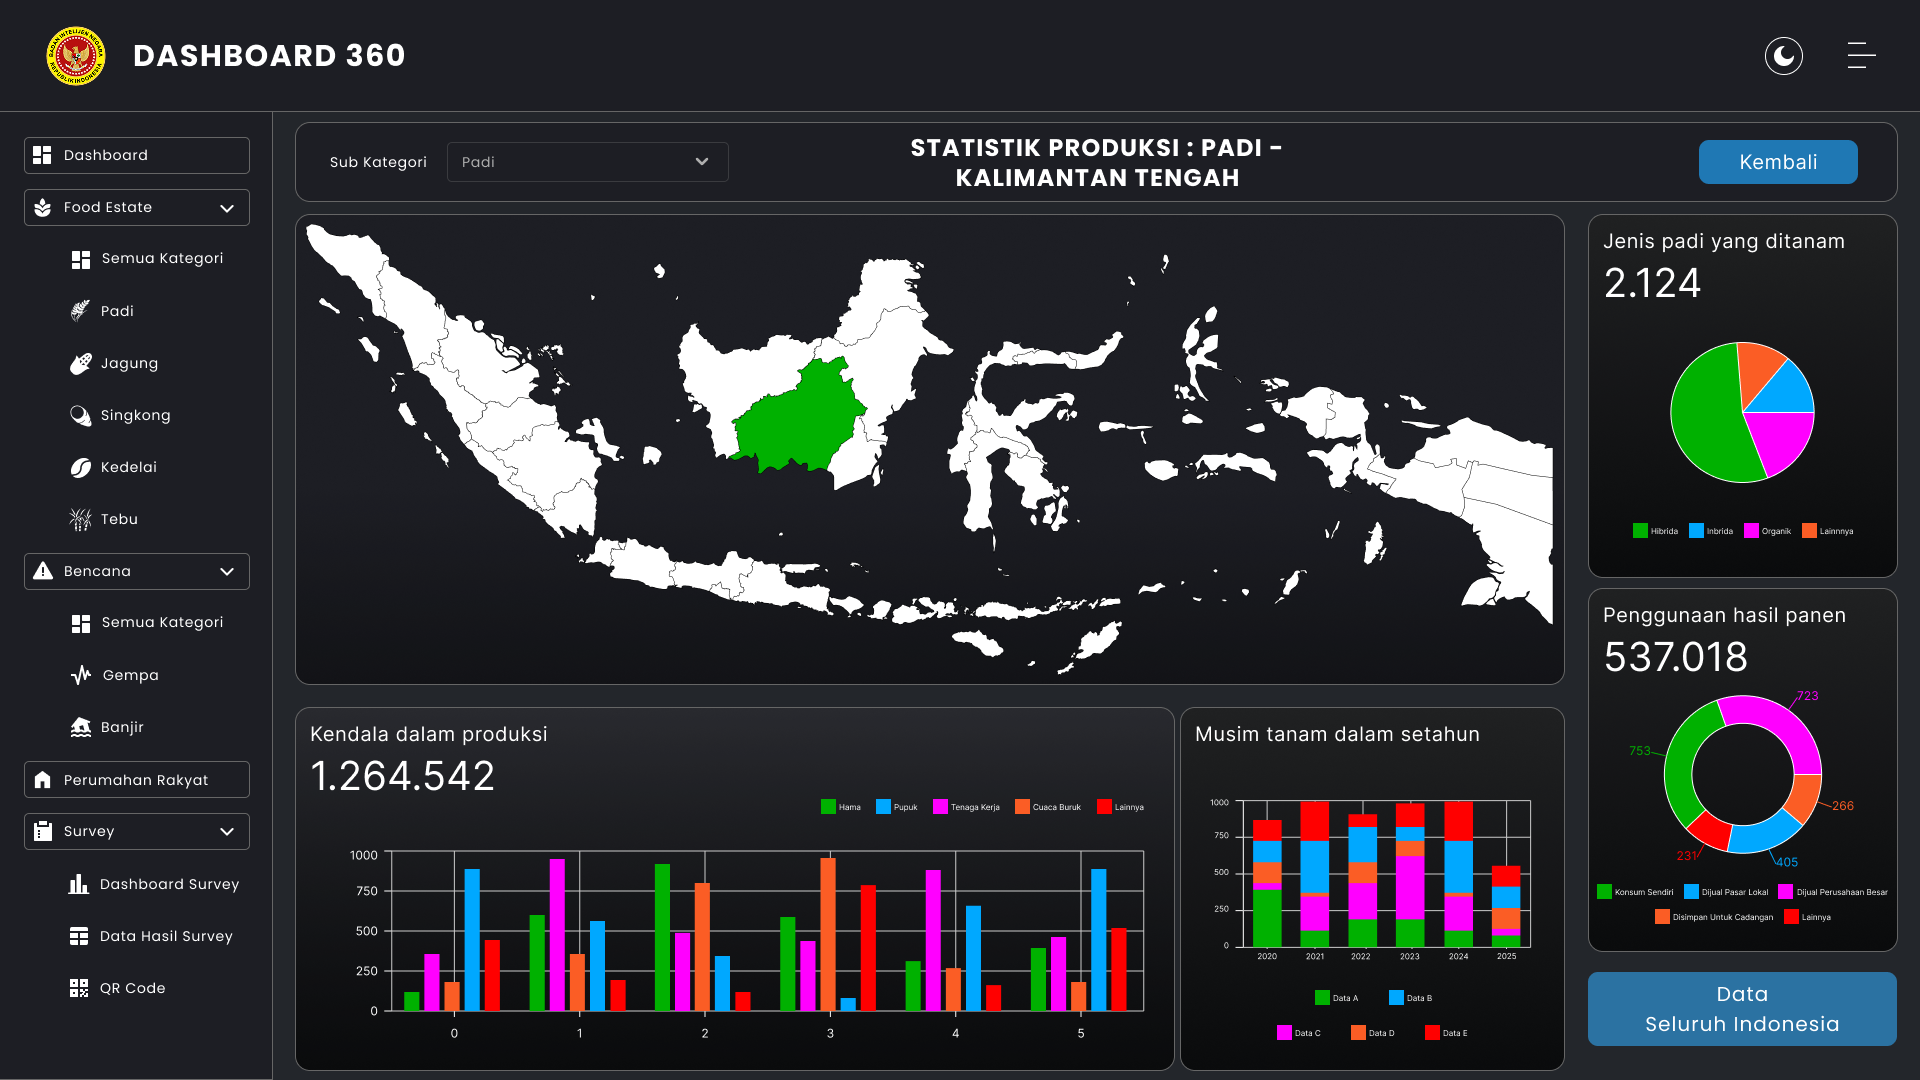 BADAN INTELIJEN NEGARA
REPUBLIK INDONESIA
DASHBOARD 360
Dashboard
Food Estate
Semua Kategori
Padi
Jagung
Singkong
Kedelai
Tebu
Bencana
Semua Kategori
Gempa
Banjir
Perumahan Rakyat
Survey
Dashboard Survey
Data Hasil Survey
QR Code
Sub Kategori
Padi
STATISTIK PRODUKSI : PADI -
KALIMANTAN TENGAH
Kembali
Jenis padi yang ditanam
2.124
Hibrida Inbrida Organik Lainnnya
Penggunaan hasil panen
537.018
723
753
266
231
405
Konsum Sendiri Dijual Pasar Lokal Dijual Perusahaan Besar
Disimpan Untuk Cadangan Lainnya
Data
Seluruh Indonesia
Kendala dalam produksi
1.264.542
Hama Pupuk Tenaga Kerja Cuaca Buruk Lainnya
1000
750
500
250
0
0 1 2 3 4 5
Musim tanam dalam setahun
1000
750
500
250
0
2020 2021 2022 2023 2024 2025
Data A Data B
Data C Data D Data E